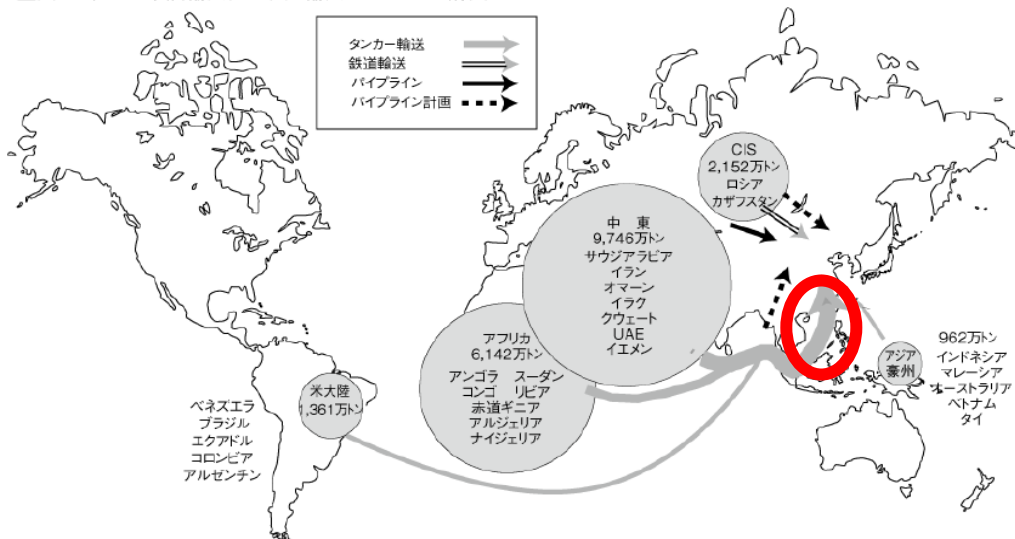 タンカー輸送
鉄道輸送
パイプライン
パイプライン計画
CIS
2,152万トン
ロシア
カザフスタン
中 東
9,746万トン
サウジアラビア
イラン
オマーン
イラク
クウェート
UAE
イエメン
アフリカ
6,142万トン
アンゴラ スーダン
コンゴ リビア
赤道ギニア
アルジェリア
ナイジェリア
米大陸
1,361万トン
ベネズエラ
ブラジル
エクアドル
コロンビア
アルゼンチン
アジア
豪州
962万トン
インドネシア
マレーシア
オーストラリア
ベトナム
タイ